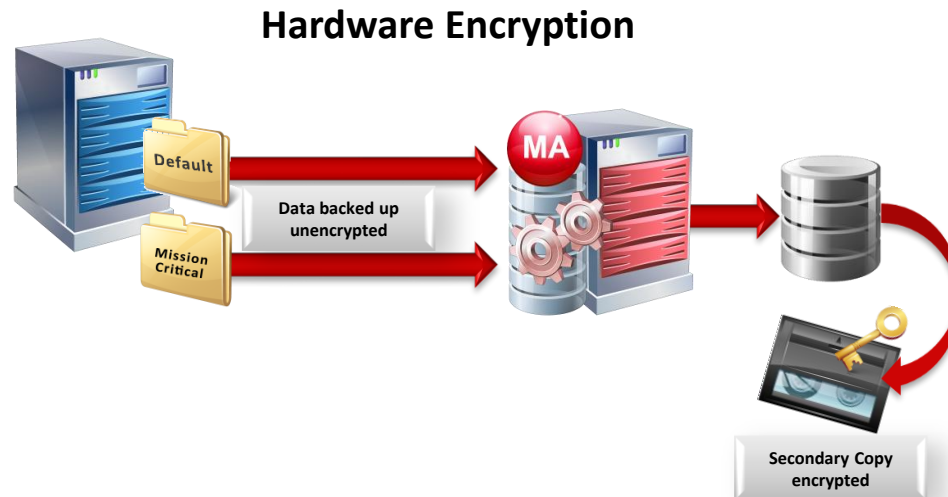 Hardware Encryption
Default
MA
Data backed up
unencrypted
Mission
Critical
Secondary Copy
encrypted